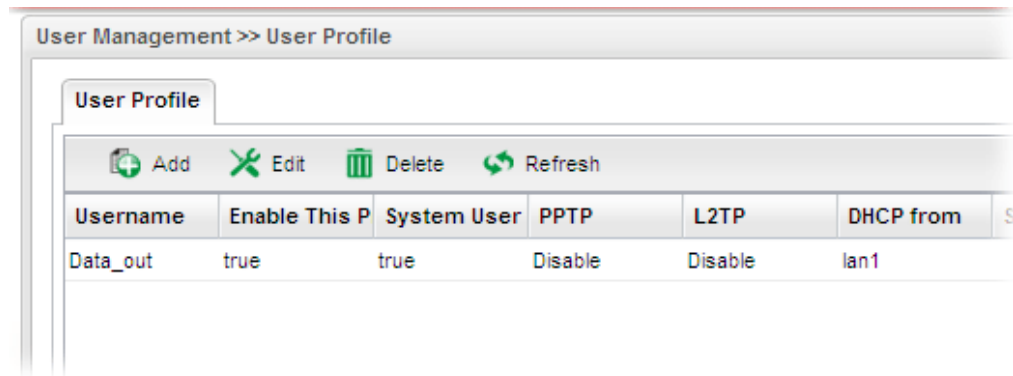 User Management >> User Profile
User Profile
Add Edit Delete Refresh
Username Enable This P System User PPTP L2TP DHCP from
Data_out true true Disable Disable lan1